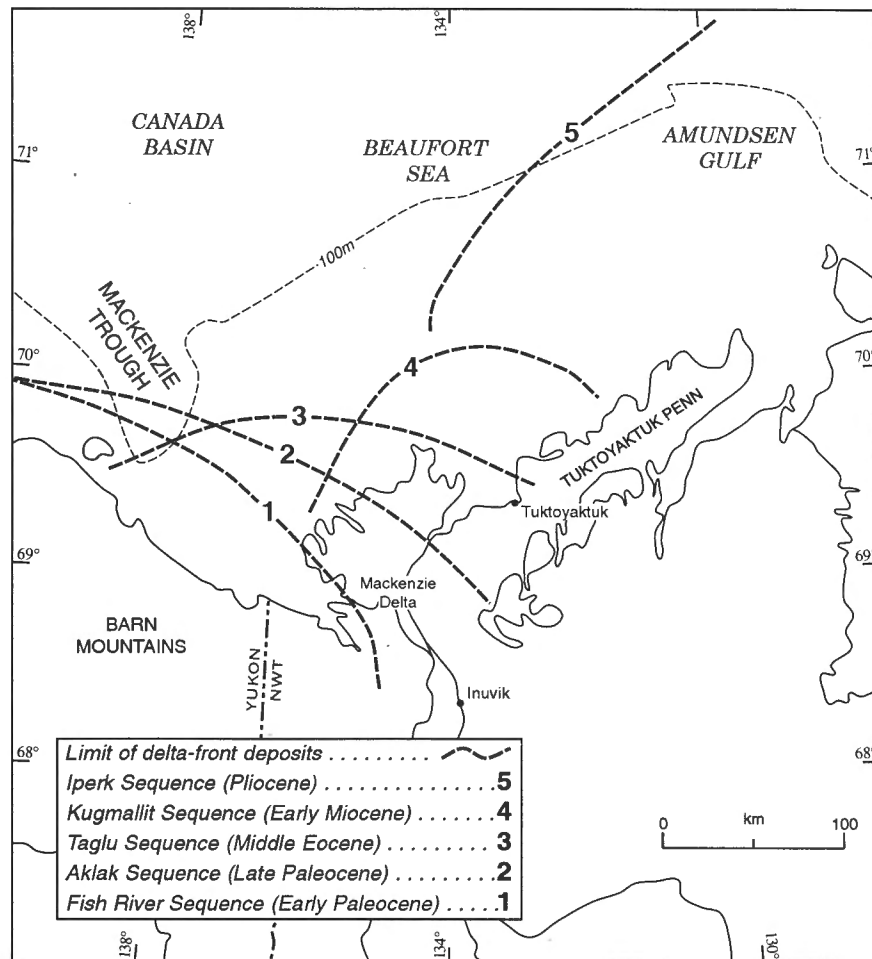 138°
134°
CANADA
BASIN
BEAUFORT
SEA
AMUNDSEN
GULF
5
71°
71°
100m
MACKENZIE
TROUGH
70°
70°
4
3
2
1
TUKTOYAKTUK PENN
Tuktoyaktuk
69°
69°
Mackenzie
Delta
BARN
MOUNTAINS
YUKON
NWT
Inuvik
68°
68°
Limit of delta-front deposits . . . . . . . . .
Iperk Sequence (Pliocene) . . . . . . . . . . . . . . . 5
Kugmallit Sequence (Early Miocene) . . . . . . . 4
Taglu Sequence (Middle Eocene) . . . . . . . . . . 3
Aklak Sequence (Late Paleocene) . . . . . . . . . 2
Fish River Sequence (Early Paleocene) . . . . . 1
0 km 100
138°
134°
130°